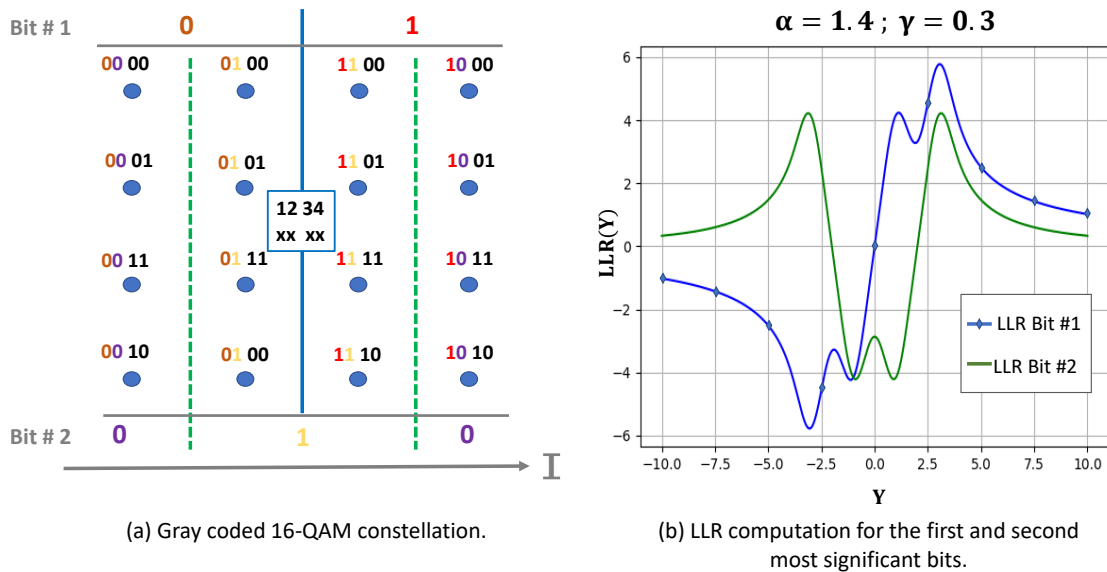 Bit # 1 0 1
00 00 01 00 11 00 10 00
00 01 01 01 11 01 10 01
12 34
xx xx
00 11 01 11 11 11 10 11
00 10 01 00 11 10 10 10
Bit # 2 0 1 0
I
(a) Gray coded 16-QAM constellation.
α = 1.4 ; γ = 0.3
6
4
2
0
−2
−4
−6
LLR(Y)
LLR Bit #1
LLR Bit #2
−10.0 −7.5 −5.0 −2.5 0.0 2.5 5.0 7.5 10.0
Y
(b) LLR computation for the first and second
most significant bits.